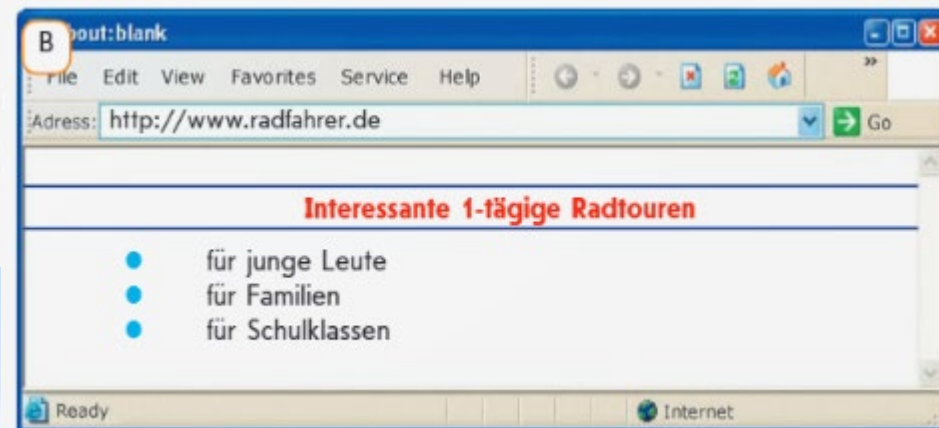 B
bout:blank
File Edit View Favorites Service Help »
Adress: http://www.radfahrer.de Go
Interessante 1-tägige Radtouren
für junge Leute
für Familien
für Schulklassen
Ready Internet